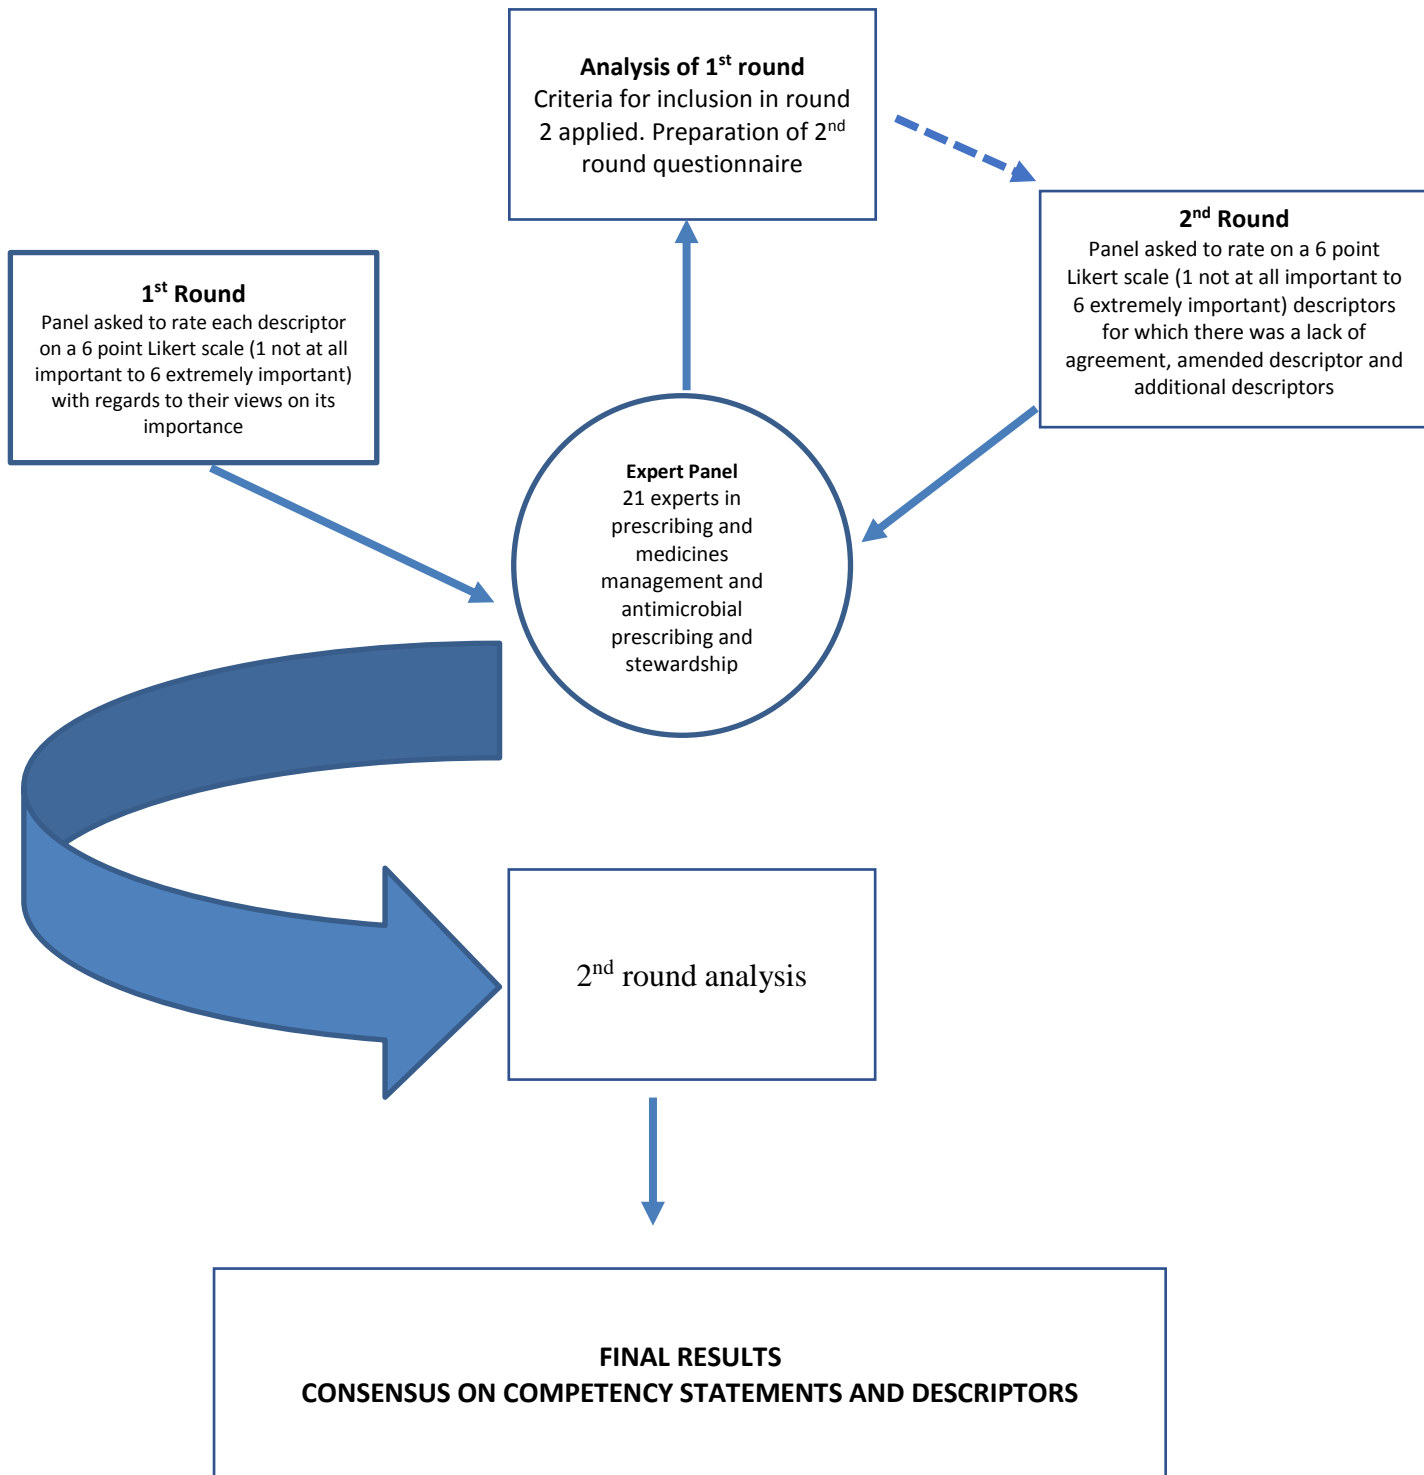 Analysis of 1st round
Criteria for inclusion in round
2 applied. Preparation of 2nd
round questionnaire
2nd Round
Panel asked to rate on a 6 point
Likert scale (1 not at all important to
6 extremely important) descriptors
for which there was a lack of
agreement, amended descriptor and
additional descriptors
1st Round
Panel asked to rate each descriptor
on a 6 point Likert scale (1 not at all
important to 6 extremely important)
with regards to their views on its
importance
Expert Panel
21 experts in
prescribing and
medicines
management and
antimicrobial
prescribing and
stewardship
2nd round analysis
FINAL RESULTS
CONSENSUS ON COMPETENCY STATEMENTS AND DESCRIPTORS